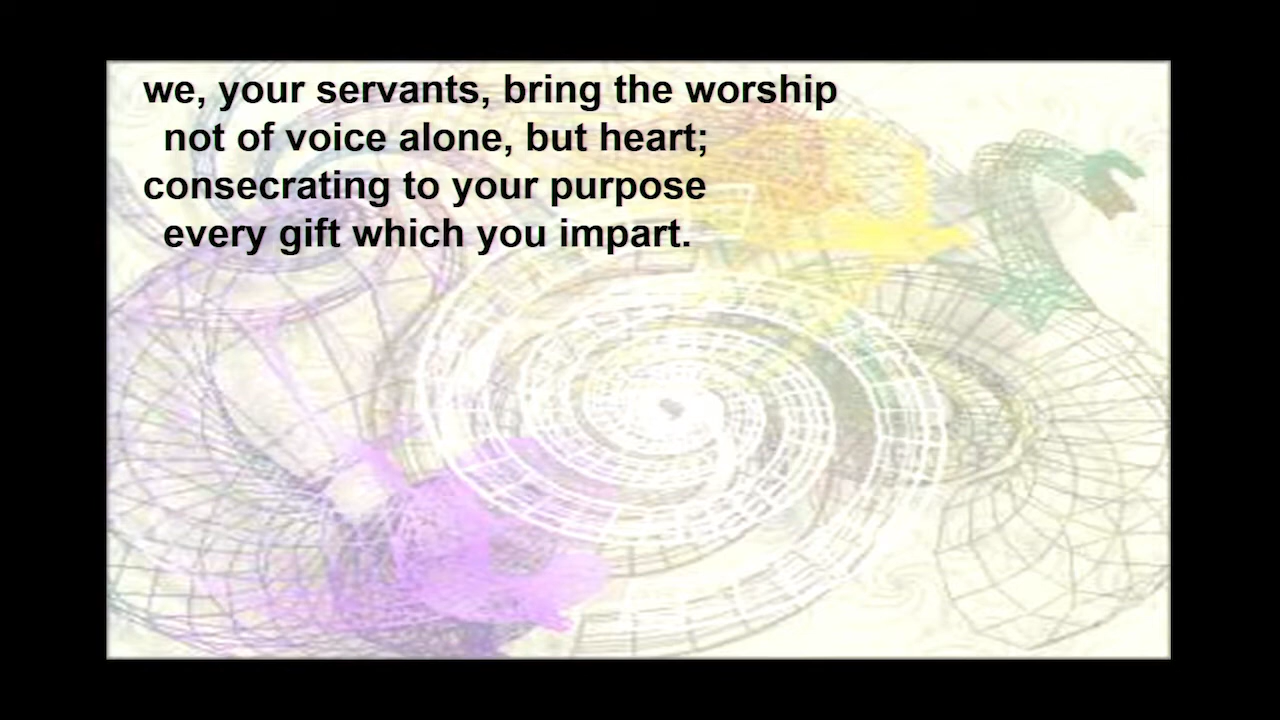 we, your servants, bring the worship
not of voice alone, but heart;
consecrating to your purpose
every gift which you impart.